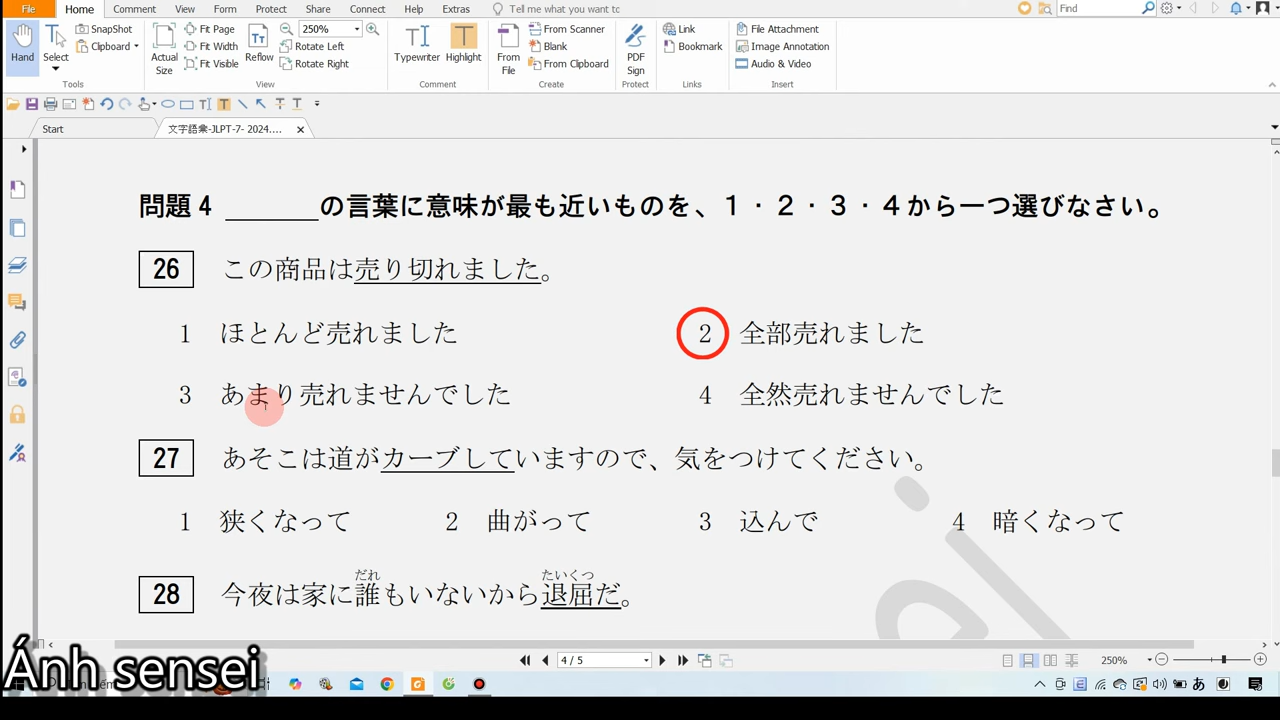 File Home Comment View Form Protect Share Connect Help Extras Tell me what you want to Find
Hand Select SnapShot Clipboard Actual Size Fit Page Fit Width Fit Visible Reflow 250% Rotate Left Rotate Right Typewriter Highlight From File From Scanner Blank From Clipboard PDF Sign Link Bookmark File Attachment Image Annotation Audio & Video
Tools View Comment Create Protect Links Insert
Start 文字語彙-JLPT-7- 2024....
問題4 ______の言葉に意味が最も近いものを、1・2・3・4から一つ選びなさい。
26 この商品は売り切れました。
1 ほとんど売れました 2 全部売れました
3 あまり売れませんでした 4 全然売れませんでした
27 あそこは道がカーブしていますので、気をつけてください。
1 狭くなって 2 曲がって 3 込んで 4 暗くなって
だれ たいくつ
28 今夜は家に誰もいないから退屈だ。
4 / 5 250%
Ánh sensei
あ